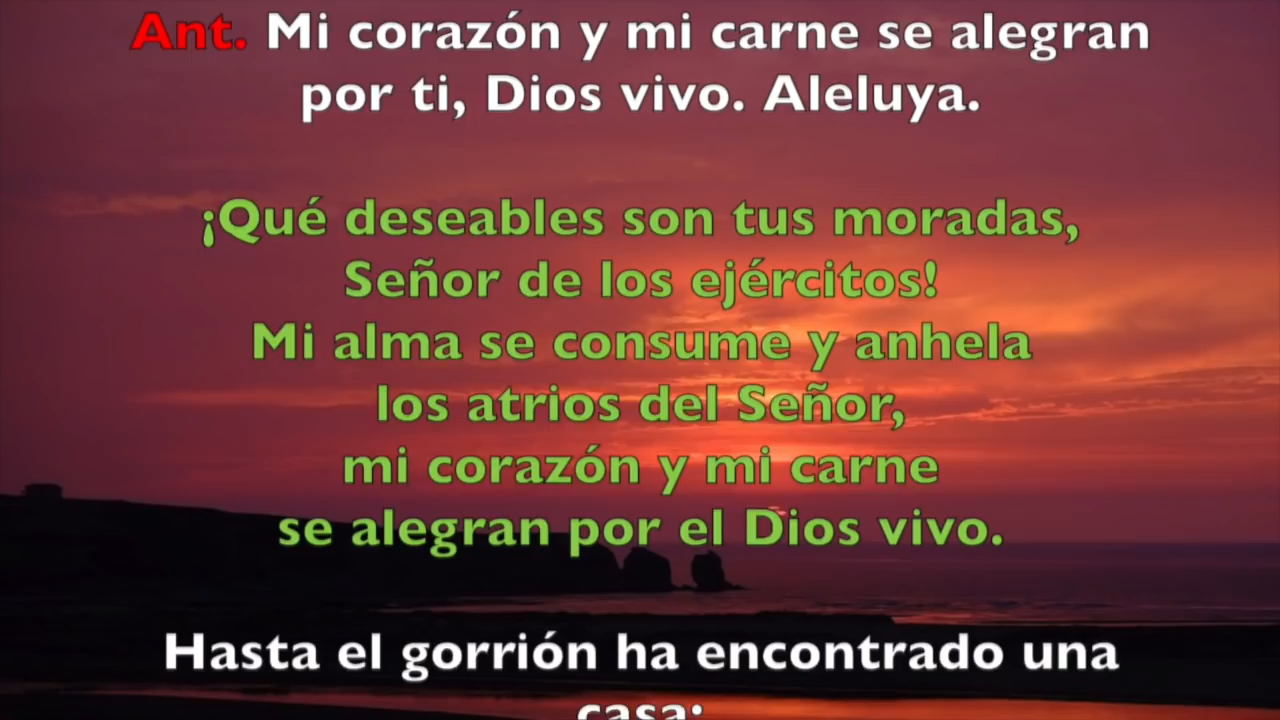 Ant. Mi corazón y mi carne se alegran
por ti, Dios vivo. Aleluya.
¡Qué deseables son tus moradas,
Señor de los ejércitos!
Mi alma se consume y anhela
los atrios del Señor,
mi corazón y mi carne
se alegran por el Dios vivo.
Hasta el gorrión ha encontrado una
casa;